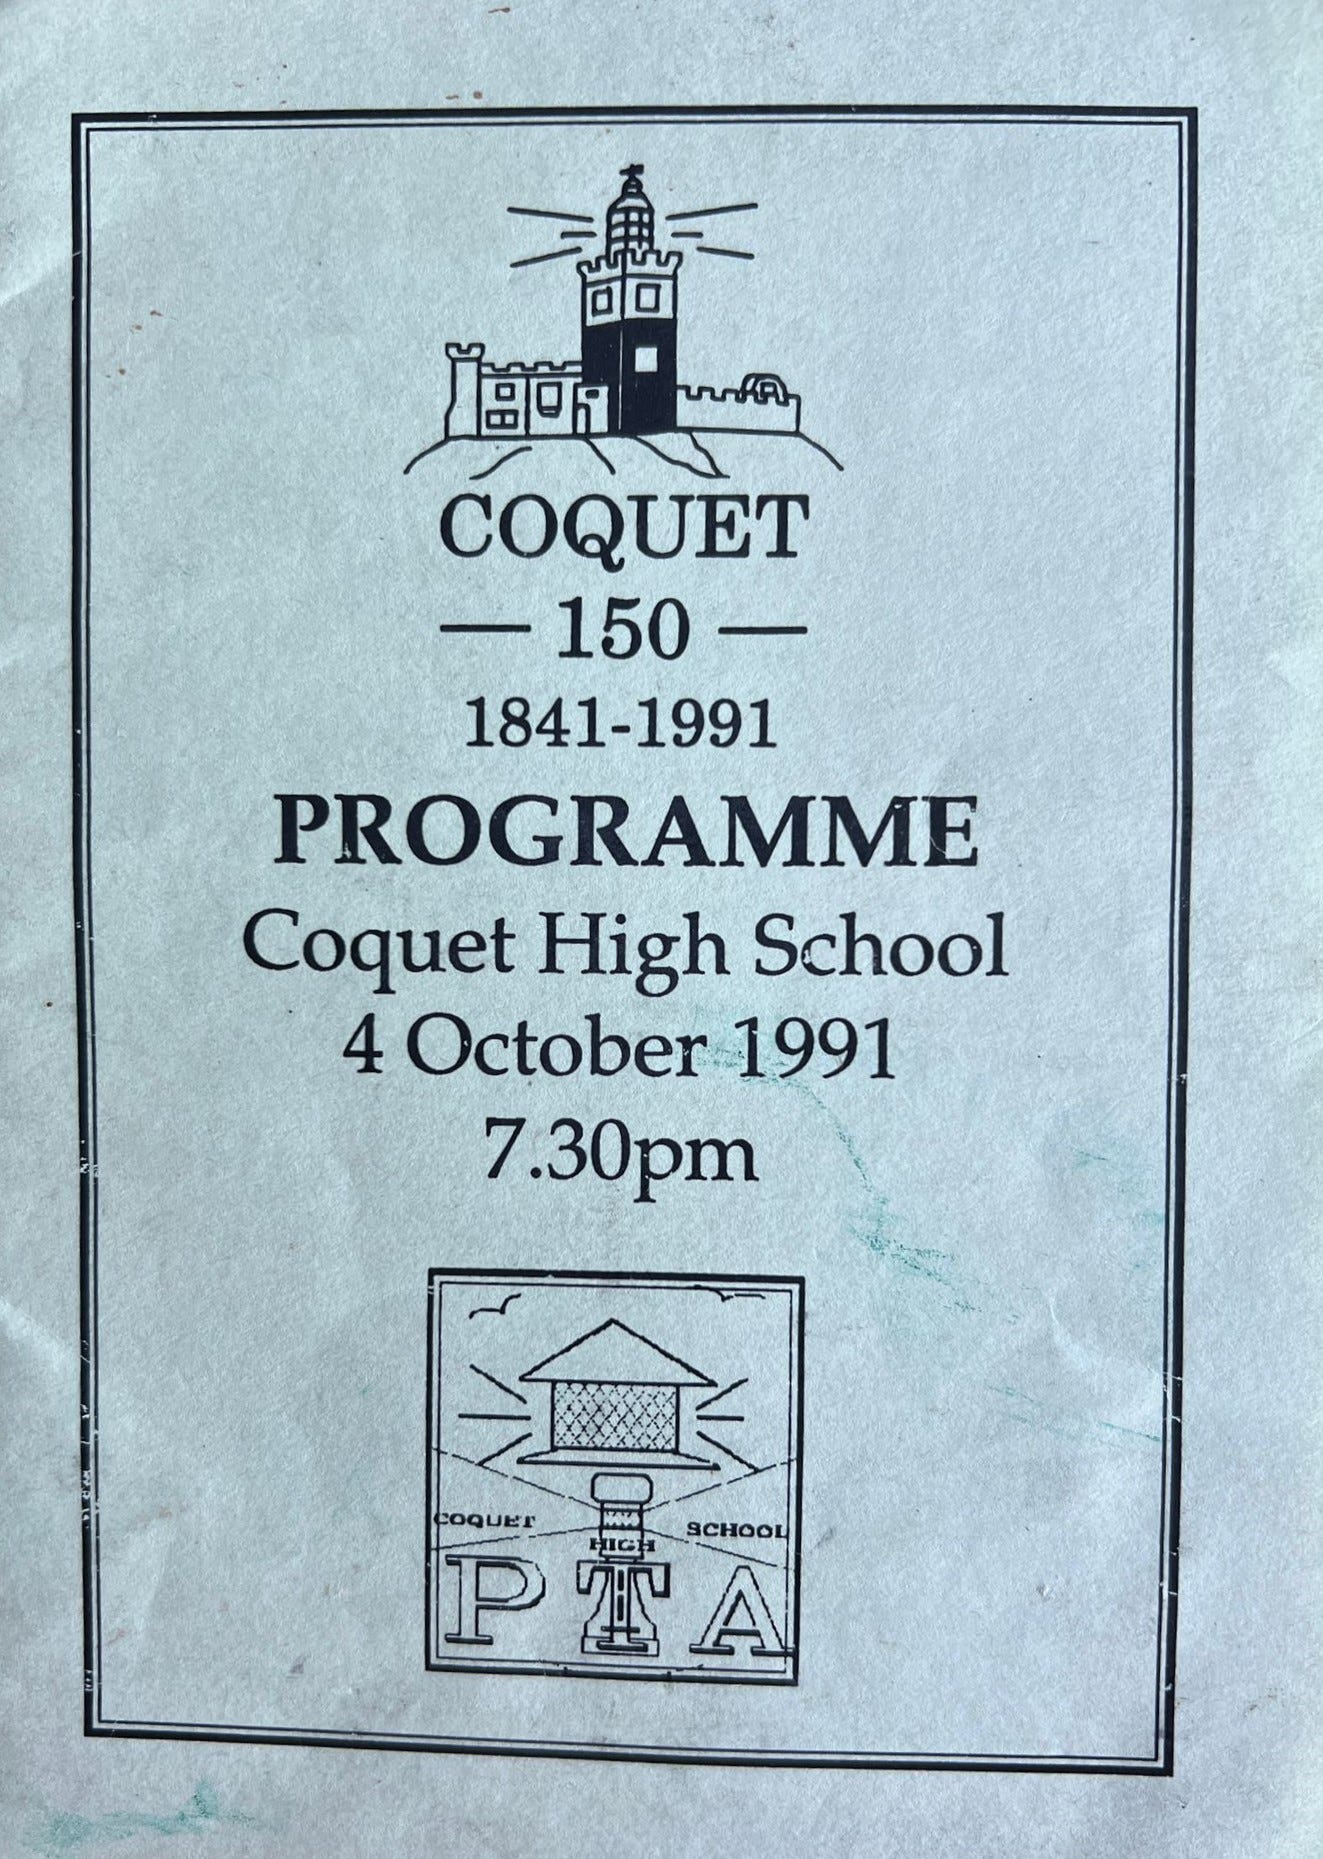 COQUET
— 150 —
1841-1991
PROGRAMME
Coquet High School
4 October 1991
7.30pm
COQUET HIGH SCHOOL
PTA